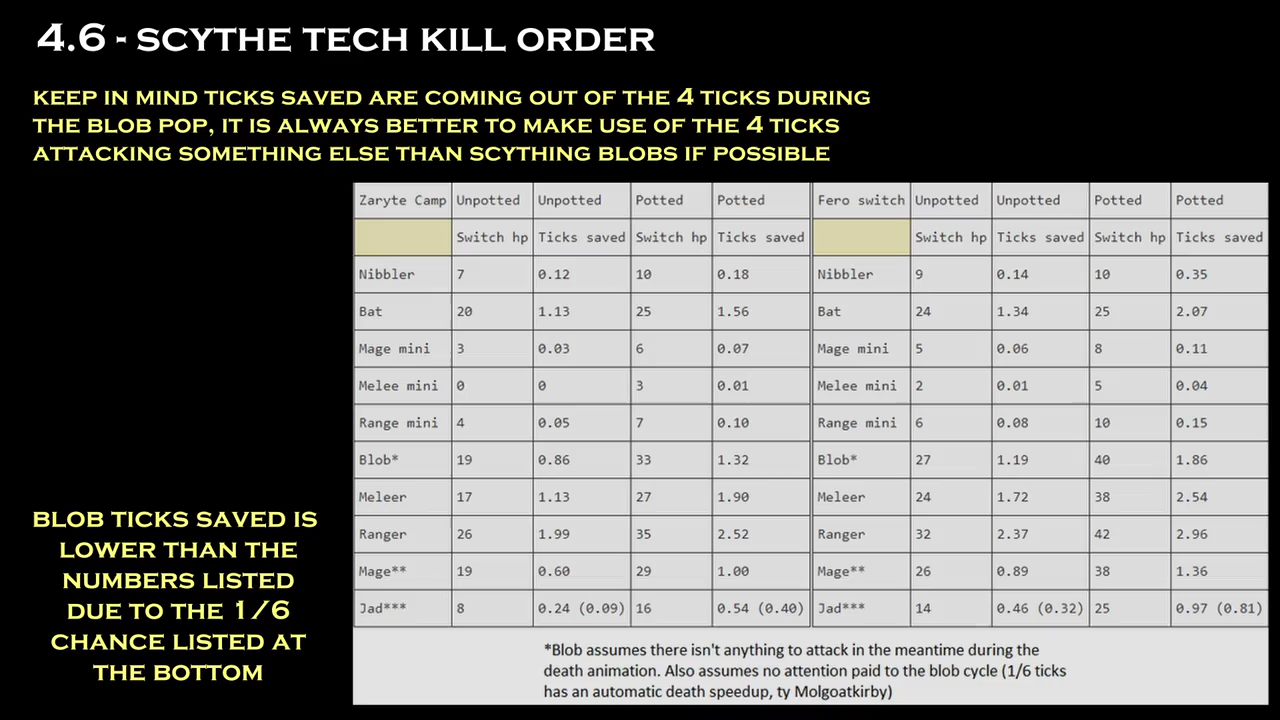 4.6 - SCYTHE TECH KILL ORDER
KEEP IN MIND TICKS SAVED ARE COMING OUT OF THE 4 TICKS DURING
THE BLOB POP, IT IS ALWAYS BETTER TO MAKE USE OF THE 4 TICKS
ATTACKING SOMETHING ELSE THAN SCYTHING BLOBS IF POSSIBLE
Zaryte Camp Unpotted Unpotted Potted Potted Fero switch Unpotted Unpotted Potted Potted
Switch hp Ticks saved Switch hp Ticks saved Switch hp Ticks saved Switch hp Ticks saved
Nibbler 7 0.12 10 0.18 Nibbler 9 0.14 10 0.35
Bat 20 1.13 25 1.56 Bat 24 1.34 25 2.07
Mage mini 3 0.03 6 0.07 Mage mini 5 0.06 8 0.11
Melee mini 0 0 3 0.01 Melee mini 2 0.01 5 0.04
Range mini 4 0.05 7 0.10 Range mini 6 0.08 10 0.15
Blob* 19 0.86 33 1.32 Blob* 27 1.19 40 1.86
Meleer 17 1.13 27 1.90 Meleer 24 1.72 38 2.54
Ranger 26 1.99 35 2.52 Ranger 32 2.37 42 2.96
Mage** 19 0.60 29 1.00 Mage** 26 0.89 38 1.36
Jad*** 8 0.24 (0.09) 16 0.54 (0.40) Jad*** 14 0.46 (0.32) 25 0.97 (0.81)
BLOB TICKS SAVED IS
LOWER THAN THE
NUMBERS LISTED
DUE TO THE 1/6
CHANCE LISTED AT
THE BOTTOM
*Blob assumes there isn't anything to attack in the meantime during the
death animation. Also assumes no attention paid to the blob cycle (1/6 ticks
has an automatic death speedup, ty Molgoatkirby)